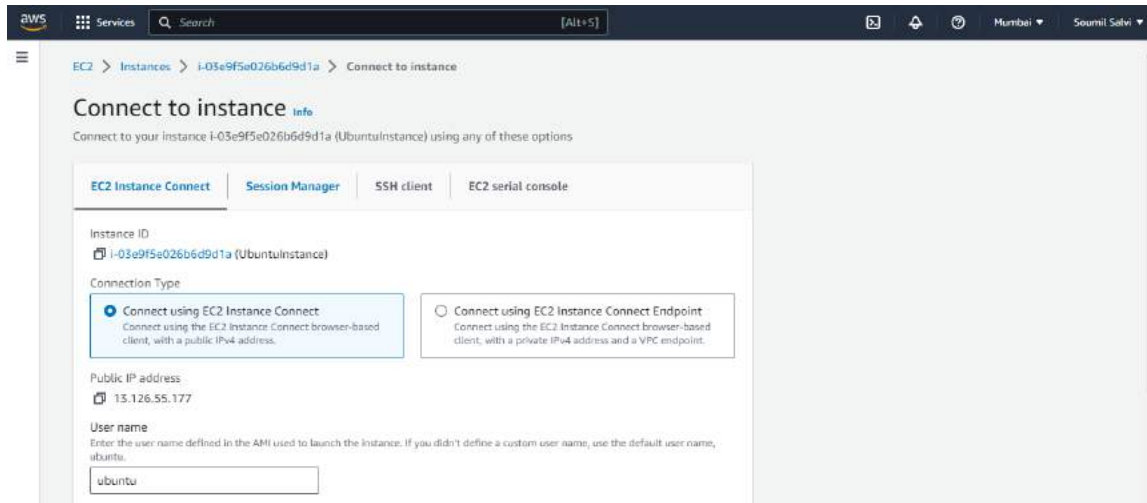 aws Services Search [Alt+S] Mumbai Soumil Salvi
EC2 > Instances > i-03e9f5e026b6d9d1a > Connect to instance
Connect to instance Info
Connect to your instance i-03e9f5e026b6d9d1a (UbuntuInstance) using any of these options
EC2 Instance Connect Session Manager SSH client EC2 serial console
Instance ID
i-03e9f5e026b6d9d1a (UbuntuInstance)
Connection Type
Connect using EC2 Instance Connect
Connect using the EC2 Instance Connect browser-based
client, with a public IPv4 address.
Connect using EC2 Instance Connect Endpoint
Connect using the EC2 Instance Connect browser-based
client, with a private IPv4 address and a VPC endpoint.
Public IP address
13.126.55.177
User name
Enter the user name defined in the AMI used to launch the instance. If you didn't define a custom user name, use the default user name,
ubuntu.
ubuntu